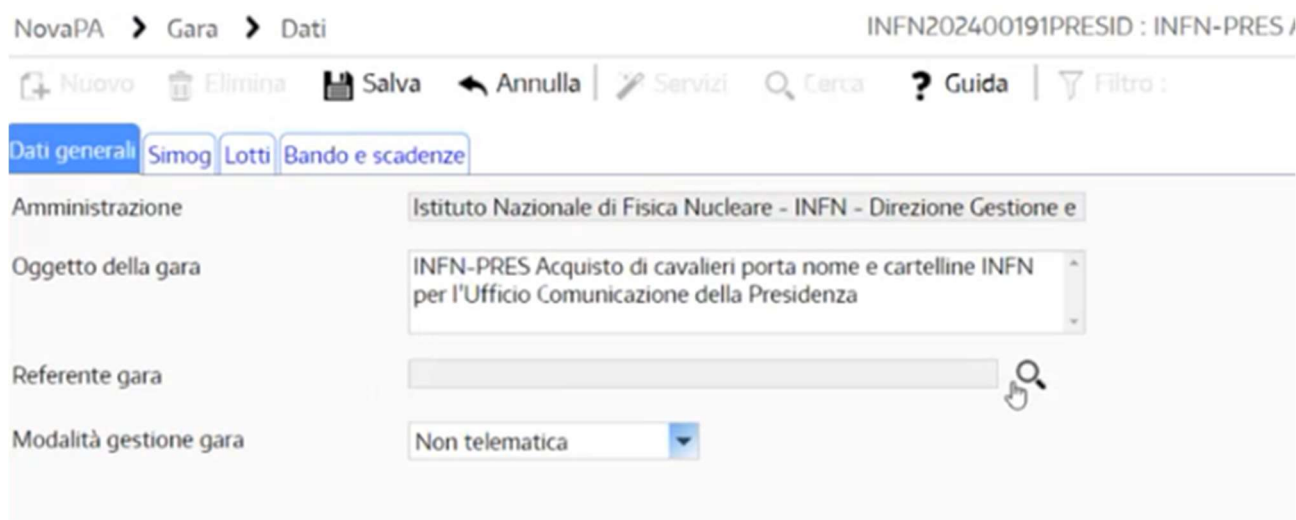 NovaPA > Gara > Dati INFN202400191PRESID : INFN-PRES A
Nuovo Elimina Salva Annulla Servizi Cerca ? Guida Filtro :
Dati generali Simog Lotti Bando e scadenze
Amministrazione Istituto Nazionale di Fisica Nucleare - INFN - Direzione Gestione e
Oggetto della gara INFN-PRES Acquisto di cavalieri porta nome e cartelline INFN
per l'Ufficio Comunicazione della Presidenza
Referente gara
Modalità gestione gara Non telematica